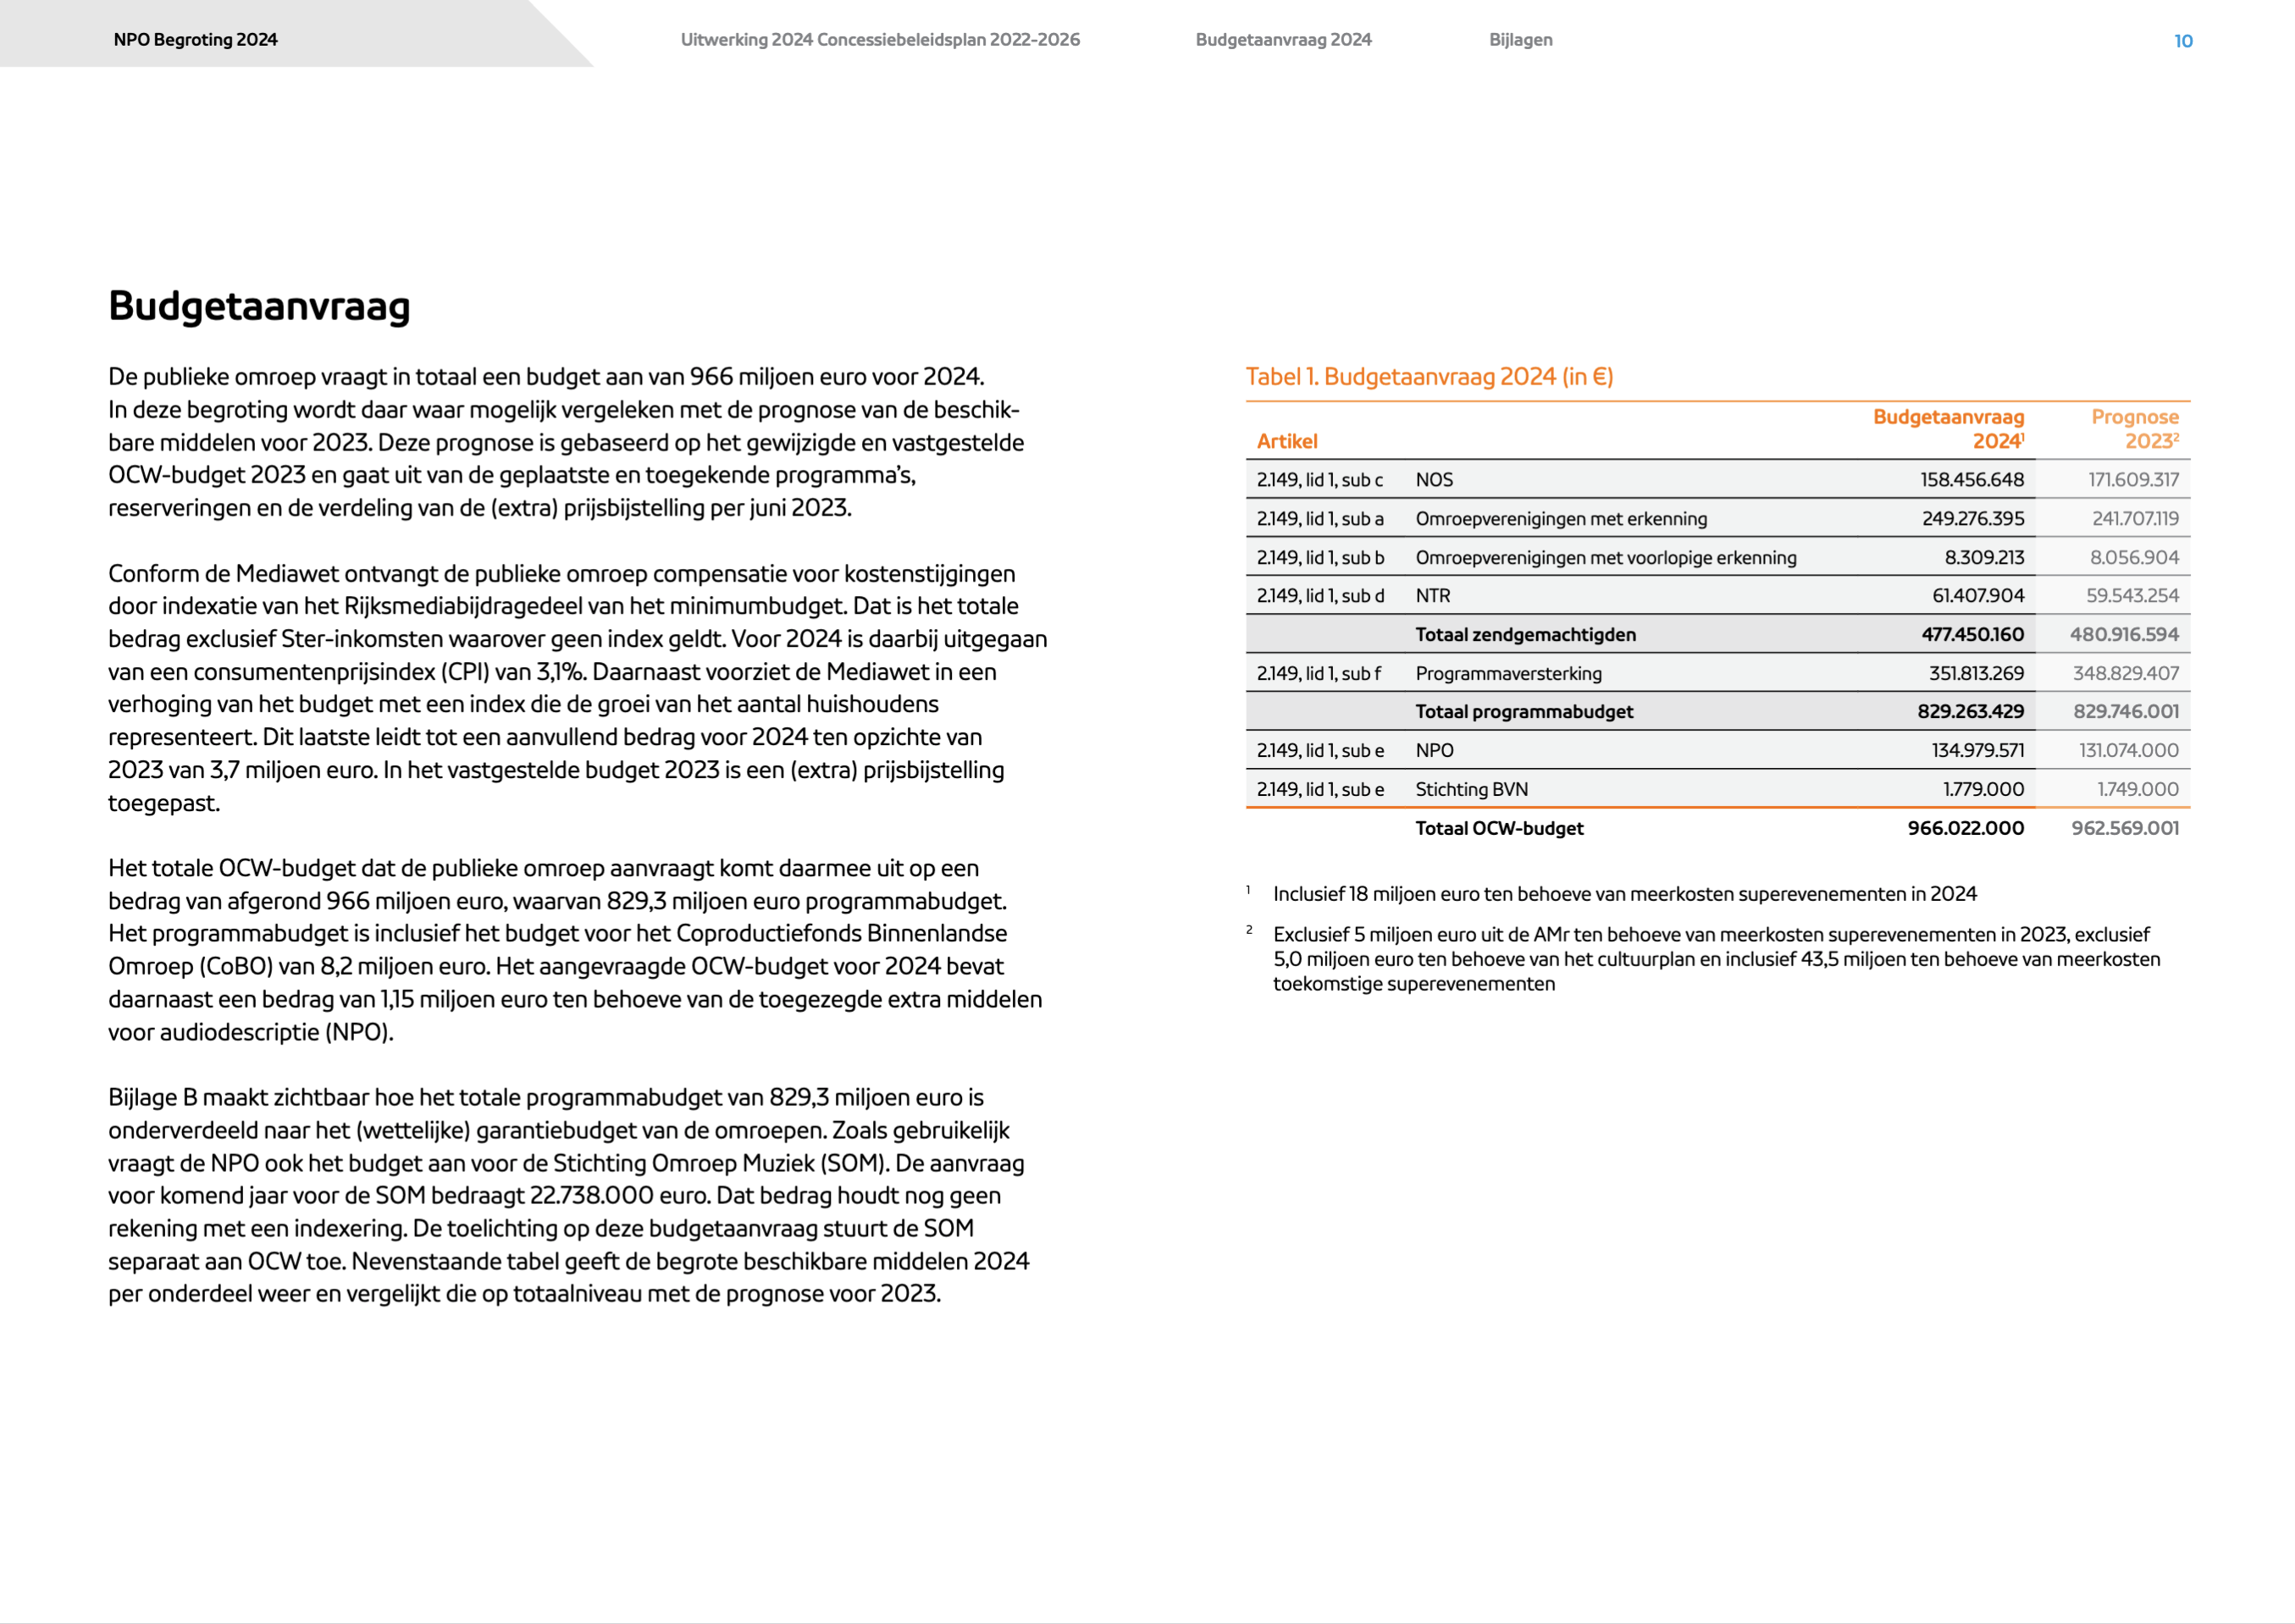 NPO Begroting 2024
Uitwerking 2024 Concessiebeleidsplan 2022-2026
Budgetaanvraag 2024
Bijlagen
10
Budgetaanvraag
De publieke omroep vraagt in totaal een budget aan van 966 miljoen euro voor 2024.
In deze begroting wordt daar waar mogelijk vergeleken met de prognose van de beschik-
bare middelen voor 2023. Deze prognose is gebaseerd op het gewijzigde en vastgestelde
OCW-budget 2023 en gaat uit van de geplaatste en toegekende programma's,
reserveringen en de verdeling van de (extra) prijsbijstelling per juni 2023.
Conform de Mediawet ontvangt de publieke omroep compensatie voor kostenstijgingen
door indexatie van het Rijksmediabijdragedeel van het minimumbudget. Dat is het totale
bedrag exclusief Ster-inkomsten waarover geen index geldt. Voor 2024 is daarbij uitgegaan
van een consumentenprijsindex (CPI) van 3,1%. Daarnaast voorziet de Mediawet in een
verhoging van het budget met een index die de groei van het aantal huishoudens
representeert. Dit laatste leidt tot een aanvullend bedrag voor 2024 ten opzichte van
2023 van 3,7 miljoen euro. In het vastgestelde budget 2023 is een (extra) prijsbijstelling
toegepast.
Het totale OCW-budget dat de publieke omroep aanvraagt komt daarmee uit op een
bedrag van afgerond 966 miljoen euro, waarvan 829,3 miljoen euro programmabudget.
Het programmabudget is inclusief het budget voor het Coproductiefonds Binnenlandse
Omroep (CoBO) van 8,2 miljoen euro. Het aangevraagde OCW-budget voor 2024 bevat
daarnaast een bedrag van 1,15 miljoen euro ten behoeve van de toegezegde extra middelen
voor audiodescriptie (NPO).
Bijlage B maakt zichtbaar hoe het totale programmabudget van 829,3 miljoen euro is
onderverdeeld naar het (wettelijke) garantiebudget van de omroepen. Zoals gebruikelijk
vraagt de NPO ook het budget aan voor de Stichting Omroep Muziek (SOM). De aanvraag
voor komend jaar voor de SOM bedraagt 22.738.000 euro. Dat bedrag houdt nog geen
rekening met een indexering. De toelichting op deze budgetaanvraag stuurt de SOM
separaat aan OCW toe. Nevenstaande tabel geeft de begrote beschikbare middelen 2024
per onderdeel weer en vergelijkt die op totaalniveau met de prognose voor 2023.
Tabel 1. Budgetaanvraag 2024 (in €)
Budgetaanvraag Prognose
Artikel 2024¹ 2023²
2.149, lid 1, sub c NOS 158.456.648 171.609.317
2.149, lid 1, sub a Omroepverenigingen met erkenning 249.276.395 241.707.119
2.149, lid 1, sub b Omroepverenigingen met voorlopige erkenning 8.309.213 8.056.904
2.149, lid 1, sub d NTR 61.407.904 59.543.254
Totaal zendgemachtigden 477.450.160 480.916.594
2.149, lid 1, sub f Programmaversterking 351.813.269 348.829.407
Totaal programmabudget 829.263.429 829.746.001
2.149, lid 1, sub e NPO 134.979.571 131.074.000
2.149, lid 1, sub e Stichting BVN 1.779.000 1.749.000
Totaal OCW-budget 966.022.000 962.569.001
¹ Inclusief 18 miljoen euro ten behoeve van meerkosten superevenementen in 2024
² Exclusief 5 miljoen euro uit de AMr ten behoeve van meerkosten superevenementen in 2023, exclusief
5,0 miljoen euro ten behoeve van het cultuurplan en inclusief 43,5 miljoen ten behoeve van meerkosten
toekomstige superevenementen